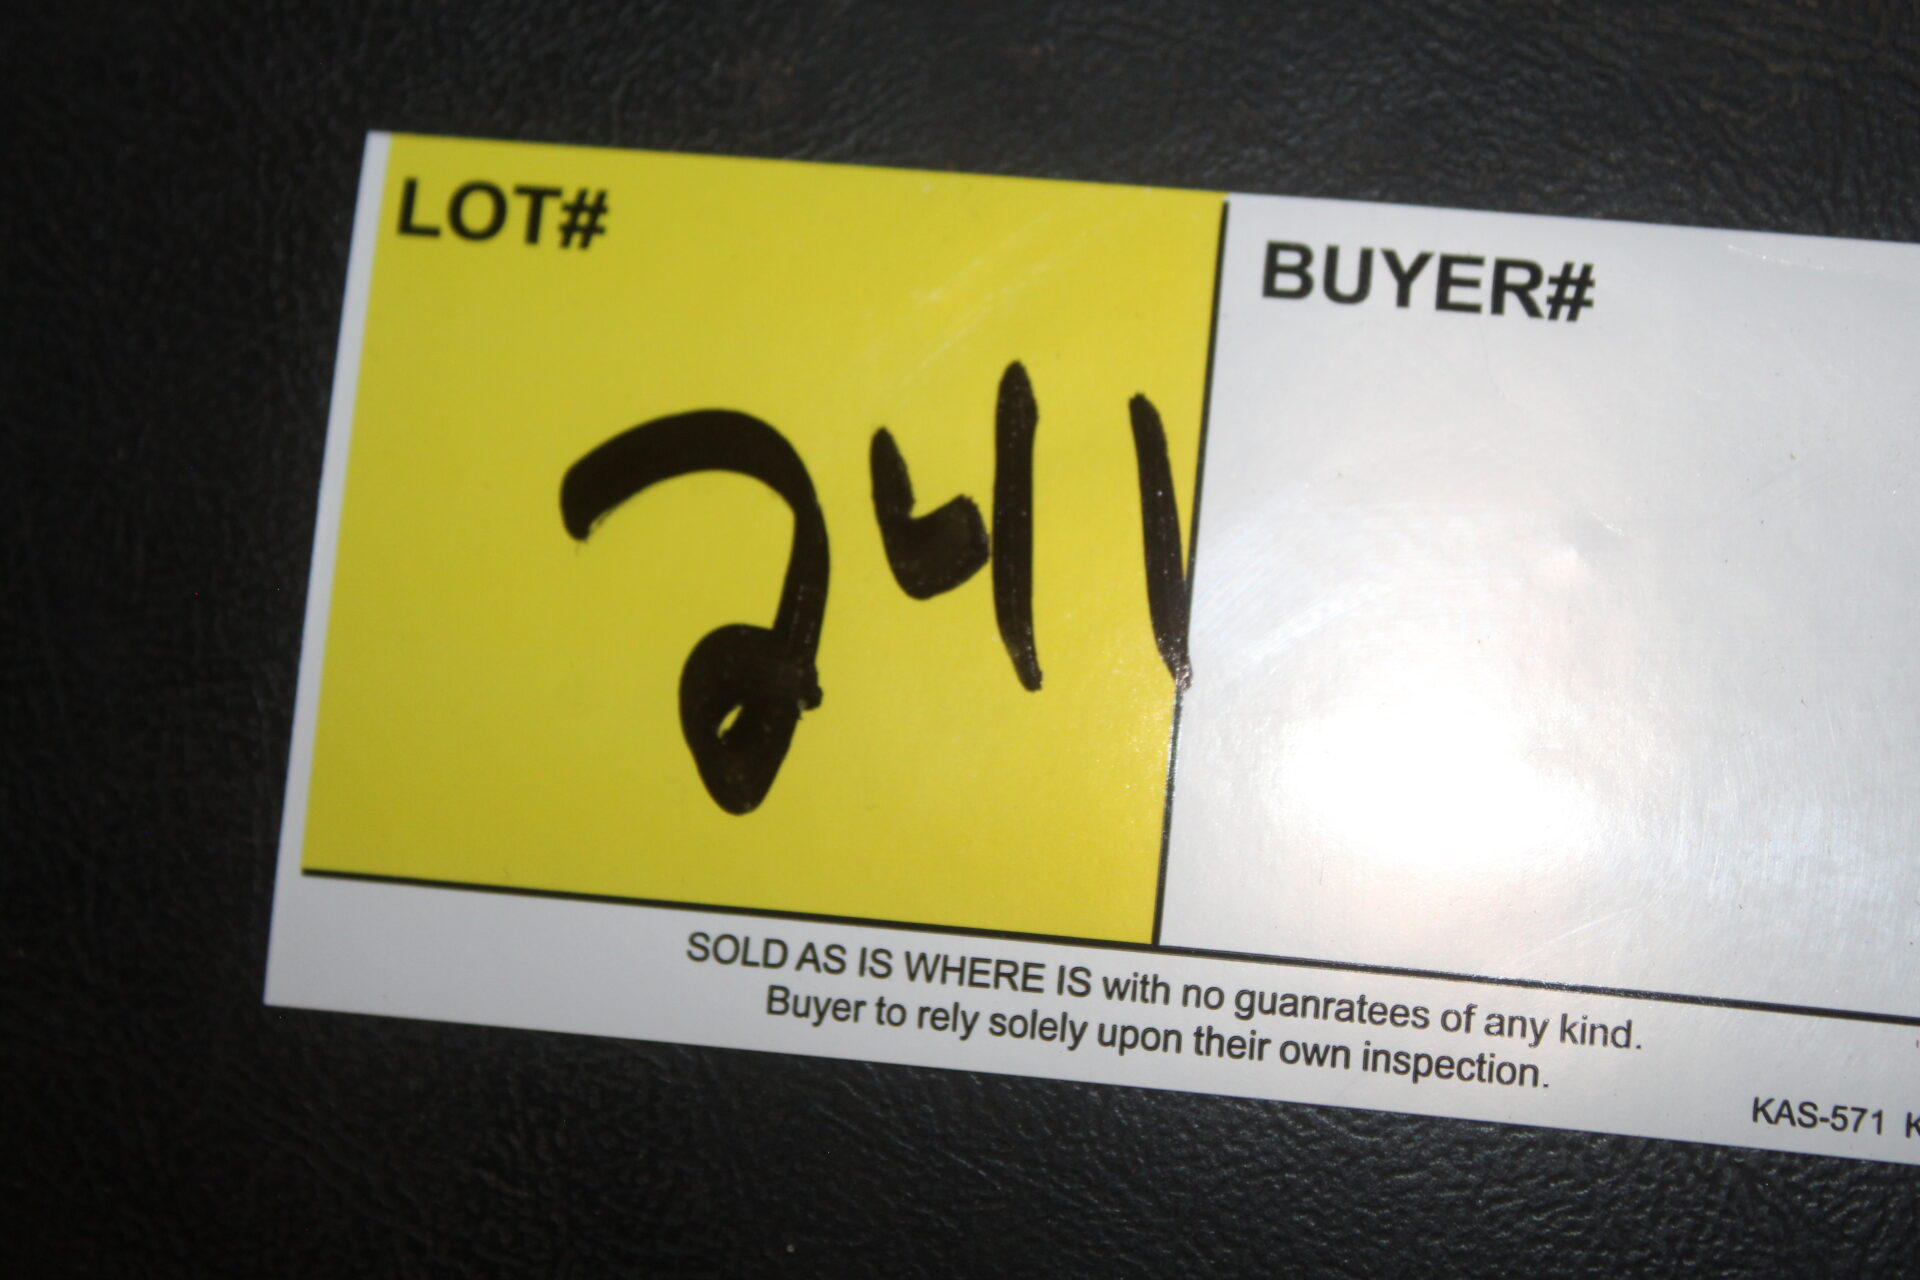 LOT#
BUYER#
241
SOLD AS IS WHERE IS with no guanratees of any kind.
Buyer to rely solely upon their own inspection.
KAS-571 K